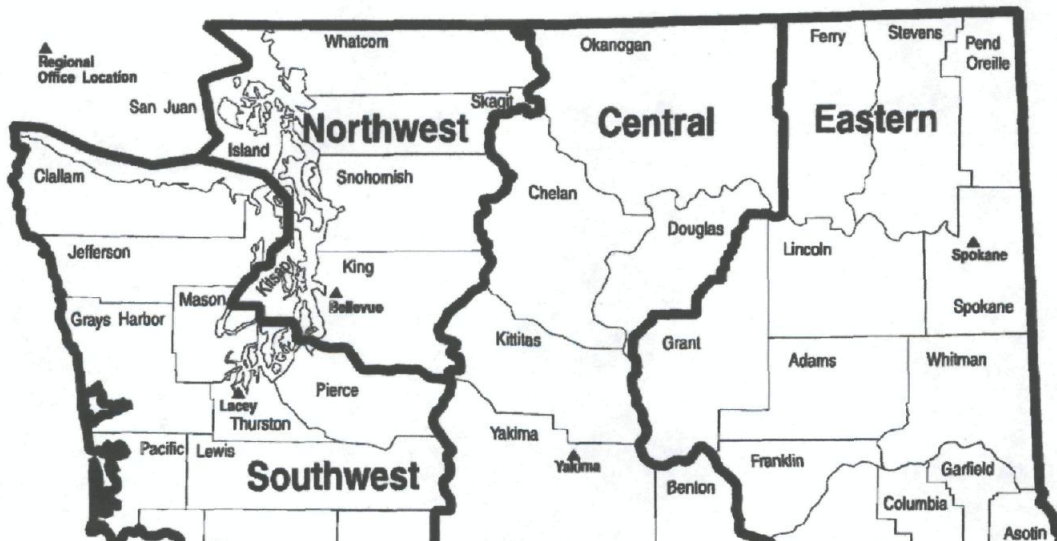 Regional
Office Location
San Juan
Whatcom
Skagit
Northwest
Island
Snohomish
King
Bellevue
Kitsap
Clallam
Jefferson
Mason
Grays Harbor
Lacey
Thurston
Pierce
Pacific
Lewis
Southwest
Okanogan
Central
Chelan
Douglas
Kittitas
Yakima
Yakima
Benton
Ferry
Stevens
Pend
Oreille
Eastern
Lincoln
Spokane
Spokane
Grant
Adams
Whitman
Franklin
Garfield
Columbia
Asotin